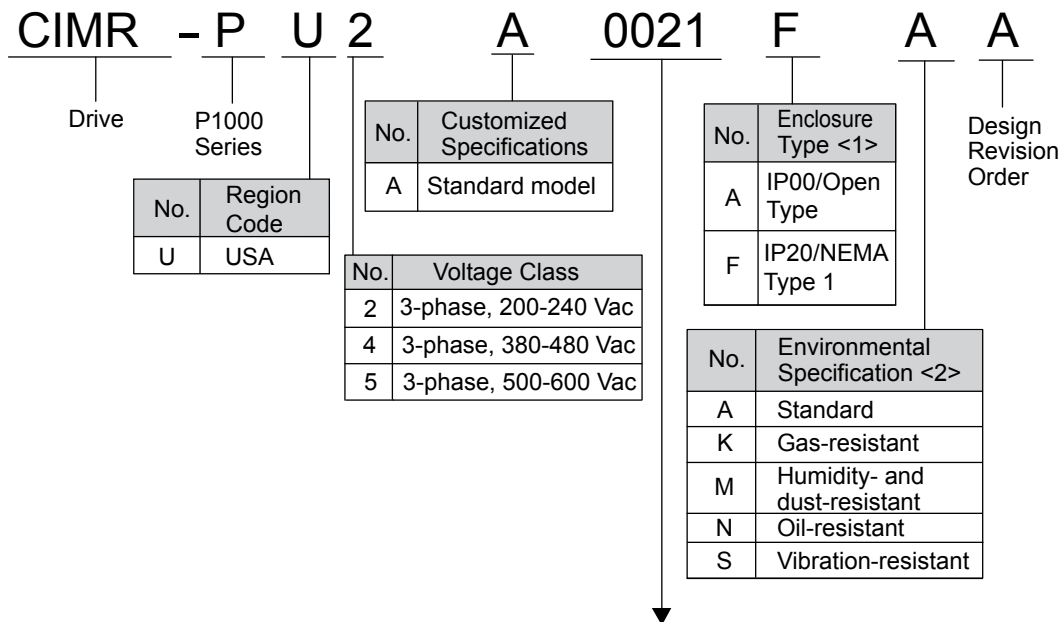 CIMR - P U 2 A 0021 F A A
Drive
P1000
Series
No. Region
Code
U USA
No. Customized
Specifications
A Standard model
No. Voltage Class
2 3-phase, 200-240 Vac
4 3-phase, 380-480 Vac
5 3-phase, 500-600 Vac
No. Enclosure
Type <1>
A IP00/Open
Type
F IP20/NEMA
Type 1
No. Environmental
Specification <2>
A Standard
K Gas-resistant
M Humidity- and
dust-resistant
N Oil-resistant
S Vibration-resistant
Design
Revision
Order